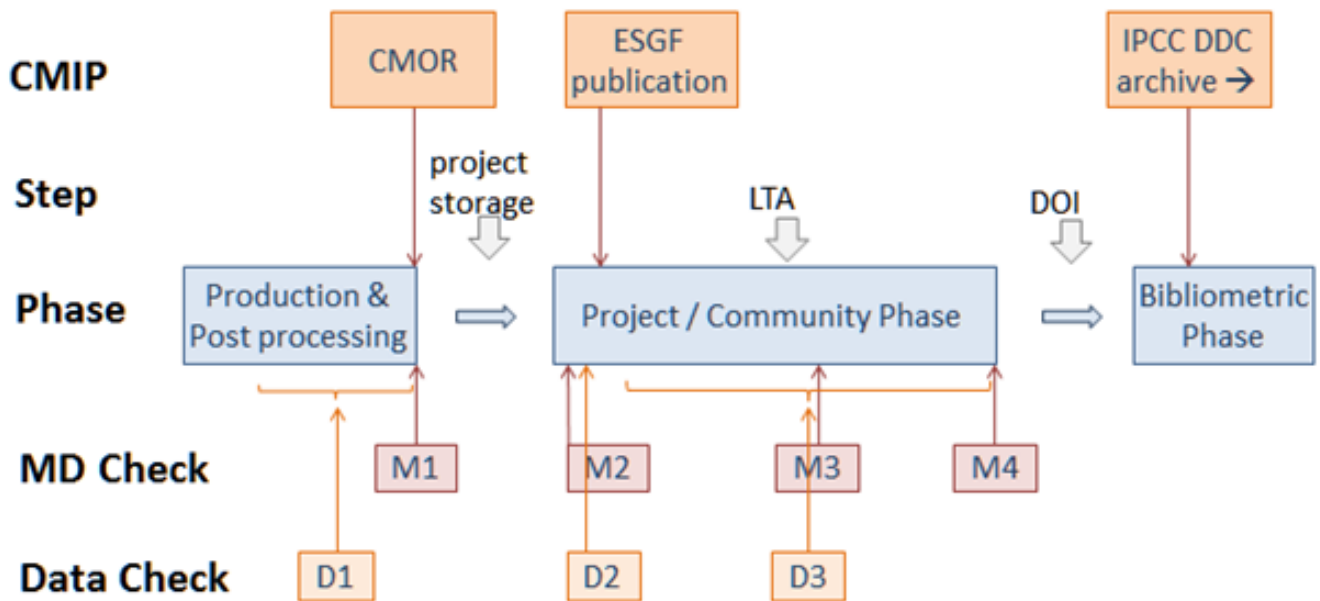 CMIP
CMOR
ESGF
publication
IPCC DDC
archive →
Step
project
storage
LTA
DOI
Phase
Production &
Post processing
Project / Community Phase
Bibliometric
Phase
MD Check
M1
M2
M3
M4
Data Check
D1
D2
D3